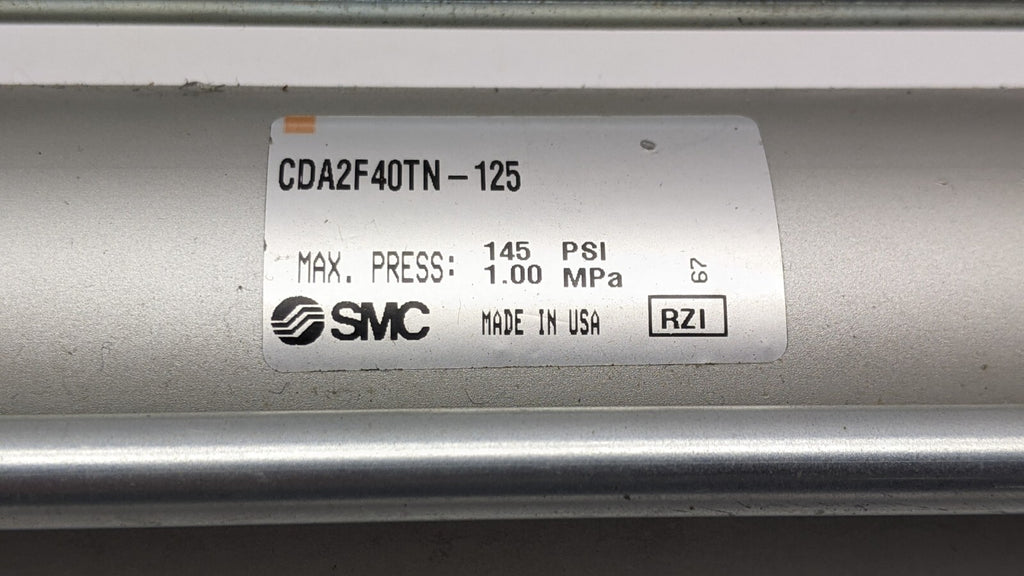 CDA2F40TN-125
MAX. PRESS: 145 PSI
1.00 MPa
67
SMC MADE IN USA RZI